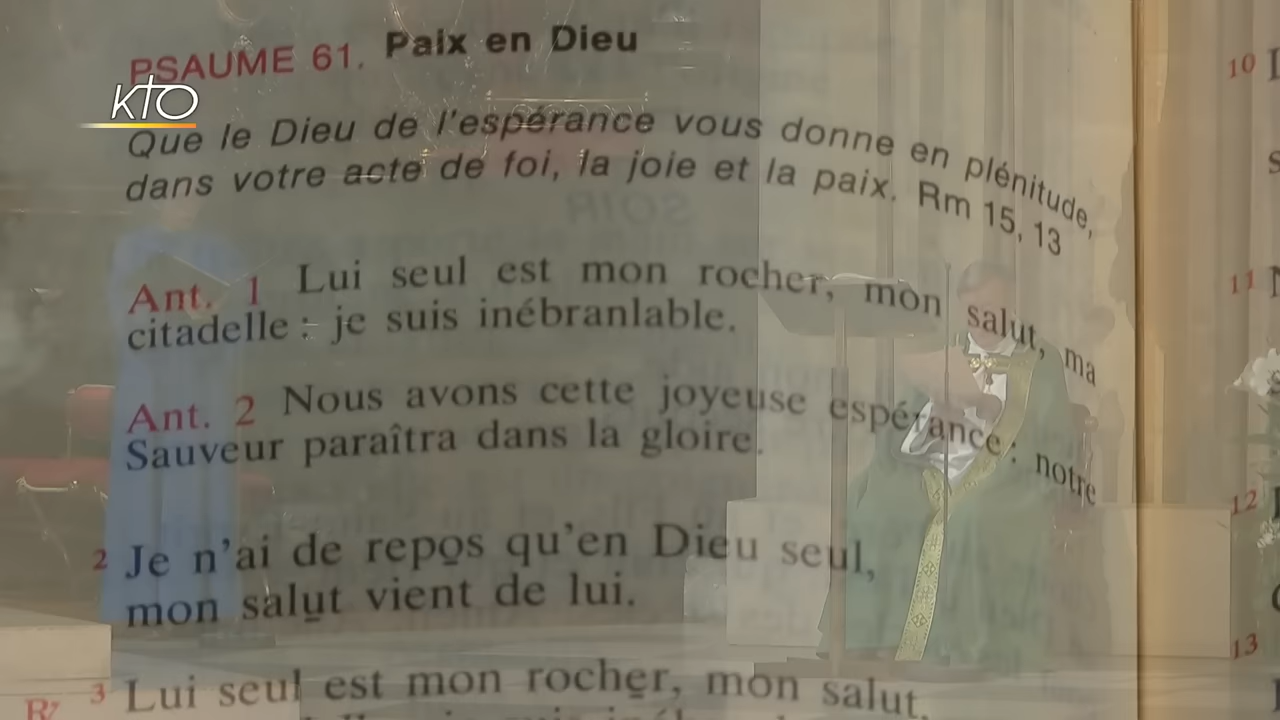 PSAUME 61. Paix en Dieu
KTO
Que le Dieu de l'espérance vous donne en plénitude,
dans votre acte de foi, la joie et la paix. Rm 15, 13
Ant. 1 Lui seul est mon rocher, mon salut, ma
citadelle : je suis inébranlable.
Ant. 2 Nous avons cette joyeuse espérance : notre
Sauveur paraîtra dans la gloire.
2 Je n'ai de repos qu'en Dieu seul,
mon salut vient de lui.
R/ 3 Lui seul est mon rocher, mon salut,
10
11
12
13